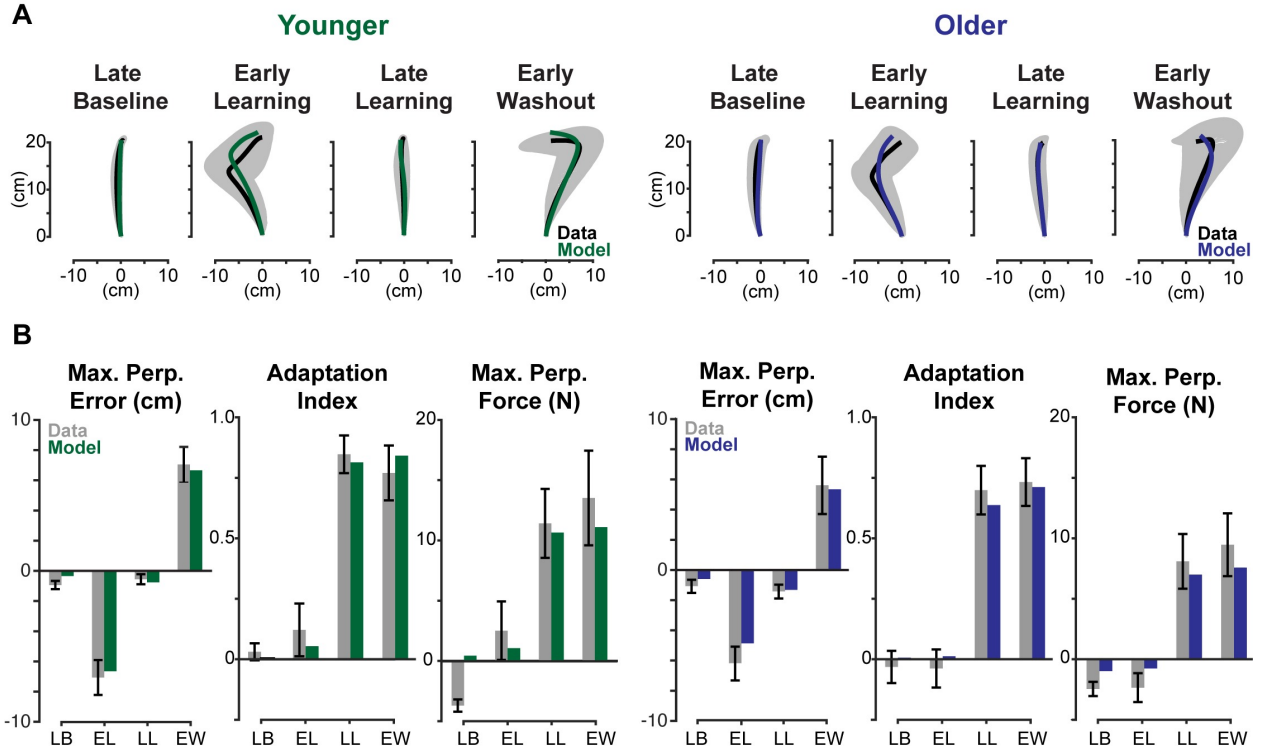 A
Younger
Older
Late
Baseline
Early
Learning
Late
Learning
Early
Washout
Late
Baseline
Early
Learning
Late
Learning
Early
Washout
20
10
0
(cm)
Data
Model
-10 0 10
(cm)
-10 0 10
(cm)
-10 0 10
(cm)
-10 0 10
(cm)
20
10
0
(cm)
Data
Model
-10 0 10
(cm)
-10 0 10
(cm)
-10 0 10
(cm)
-10 0 10
(cm)
B
Max. Perp.
Error (cm)
Data
Model
10
0
-10
LB EL LL EW
Adaptation
Index
1.0
0.5
0
LB EL LL EW
Max. Perp.
Force (N)
20
10
0
LB EL LL EW
Max. Perp.
Error (cm)
Data
Model
10
0
-10
LB EL LL EW
Adaptation
Index
1.0
0.5
0
LB EL LL EW
Max. Perp.
Force (N)
20
10
0
LB EL LL EW